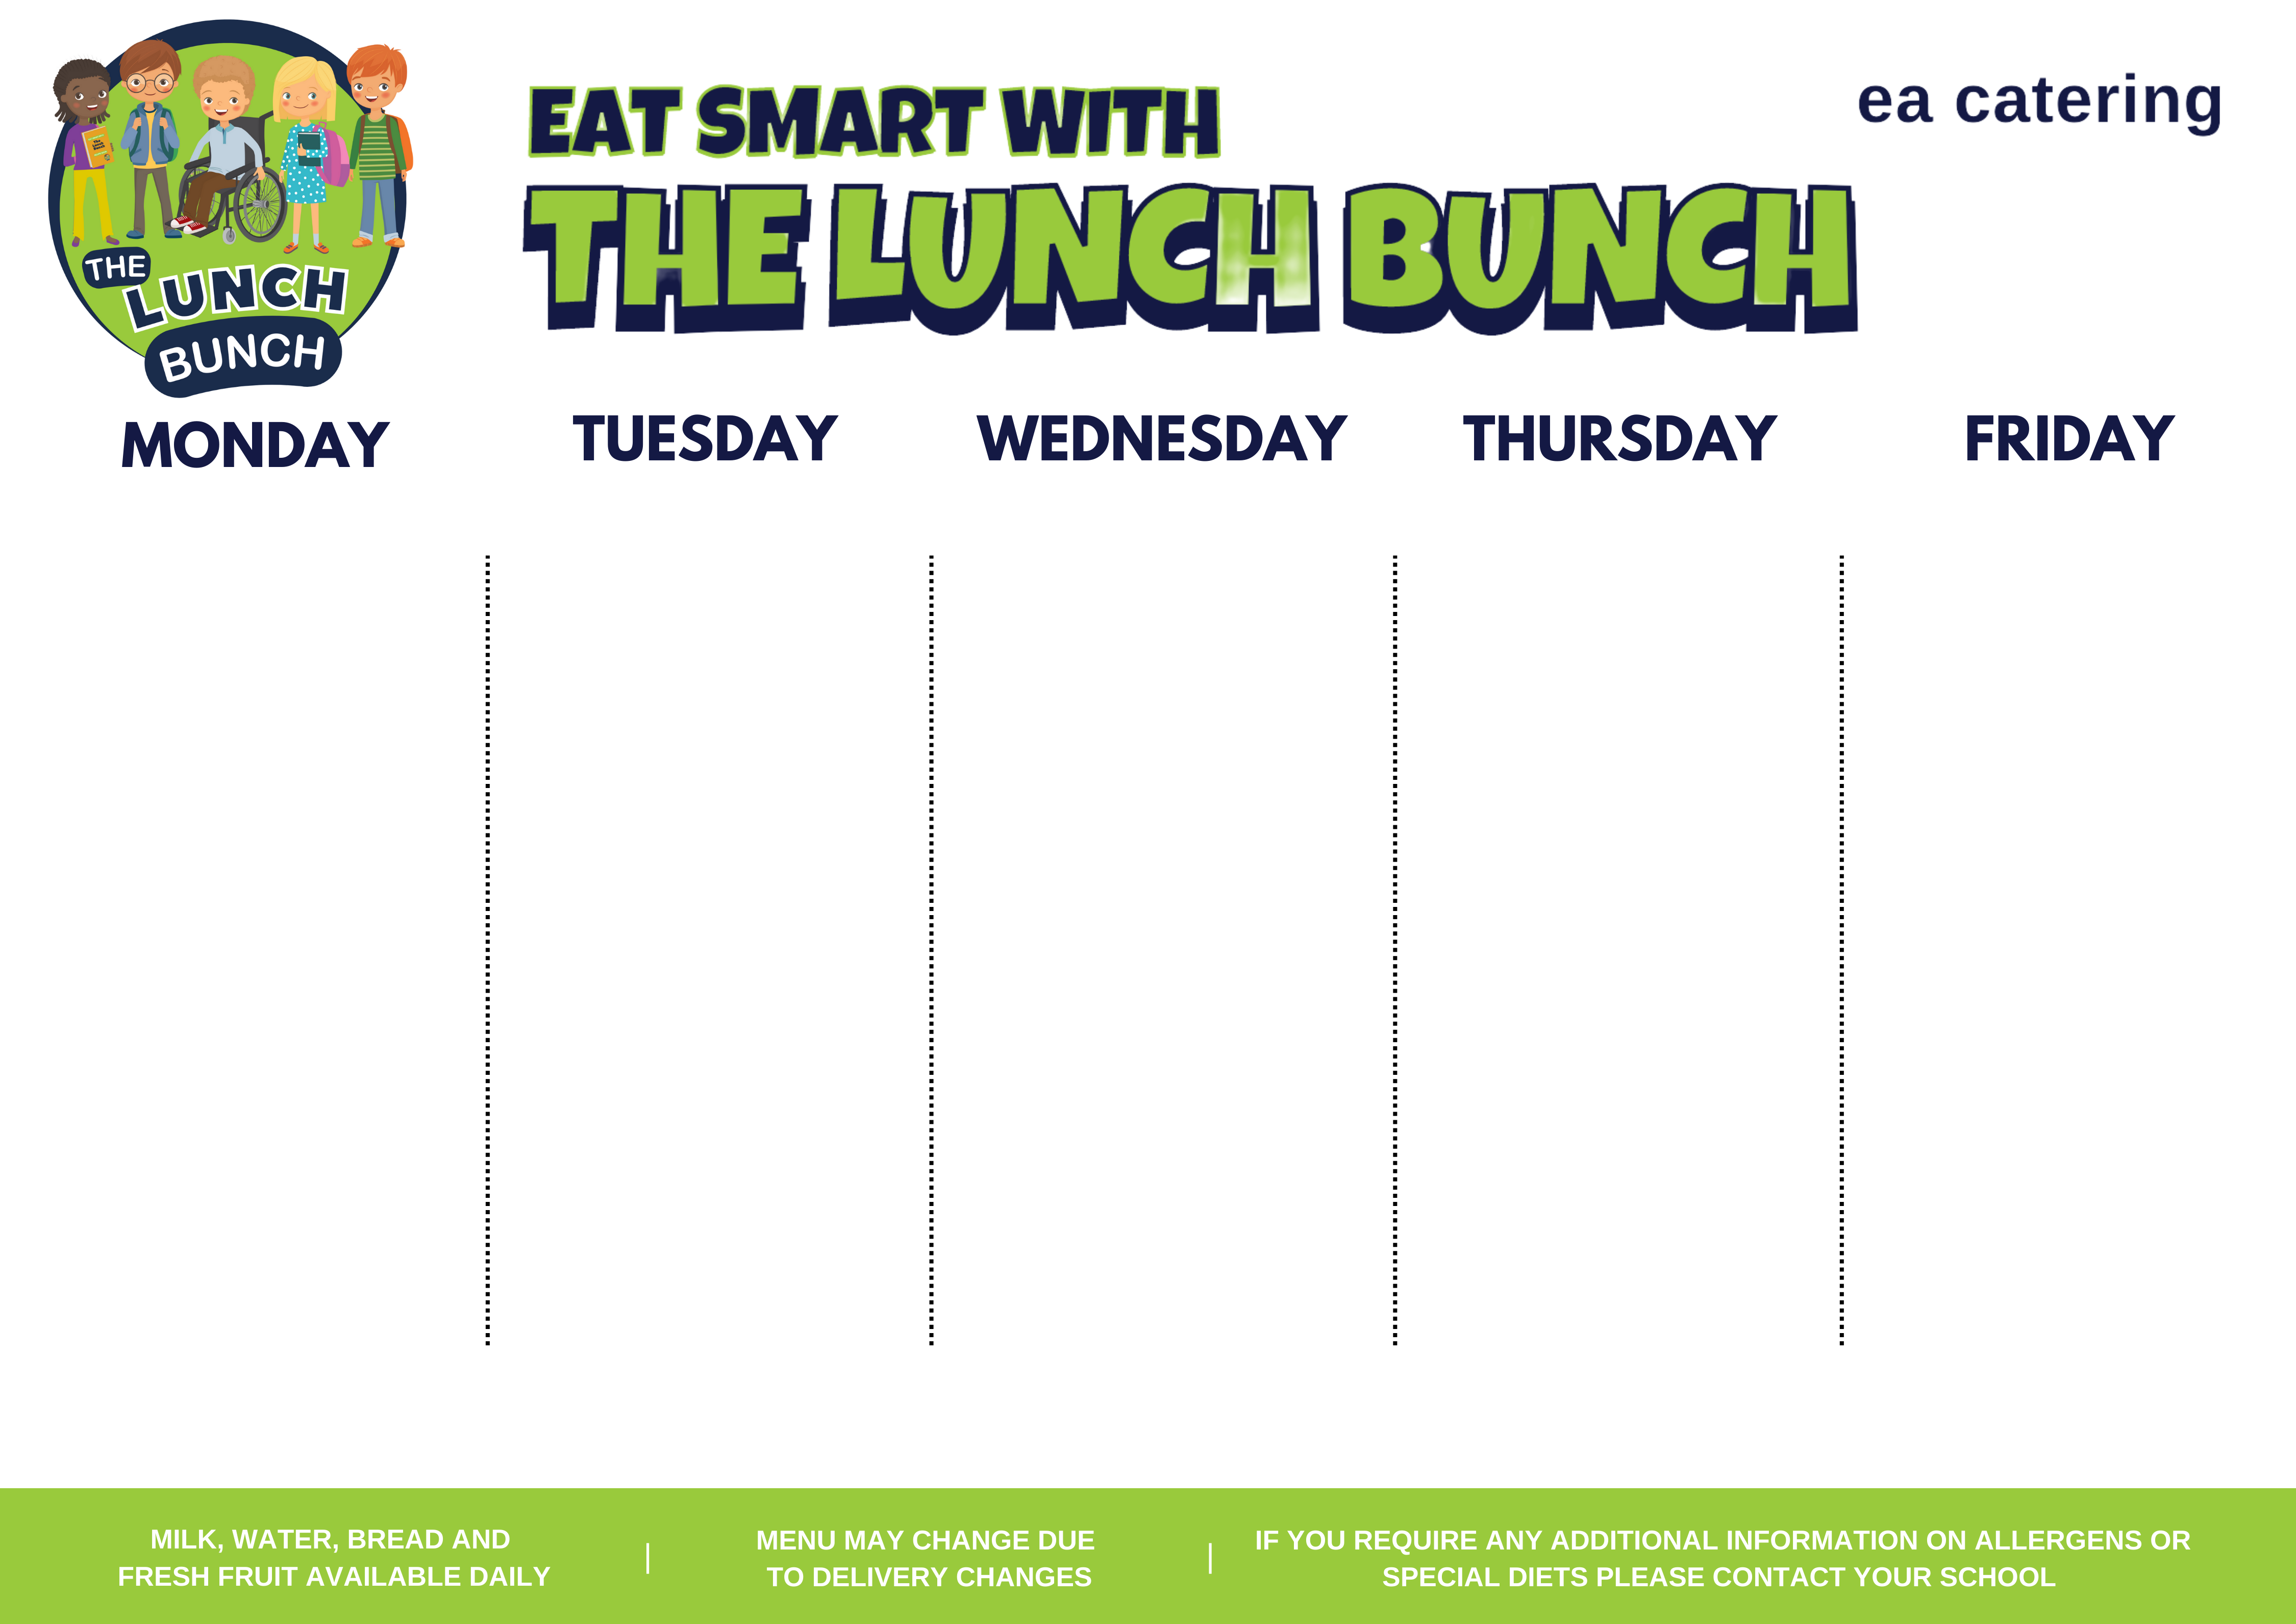 THE
LUNCH
BUNCH
EAT SMART WITH
THE LUNCH BUNCH
ea catering
MONDAY
TUESDAY
WEDNESDAY
THURSDAY
FRIDAY
MILK, WATER, BREAD AND
FRESH FRUIT AVAILABLE DAILY
MENU MAY CHANGE DUE
TO DELIVERY CHANGES
IF YOU REQUIRE ANY ADDITIONAL INFORMATION ON ALLERGENS OR
SPECIAL DIETS PLEASE CONTACT YOUR SCHOOL